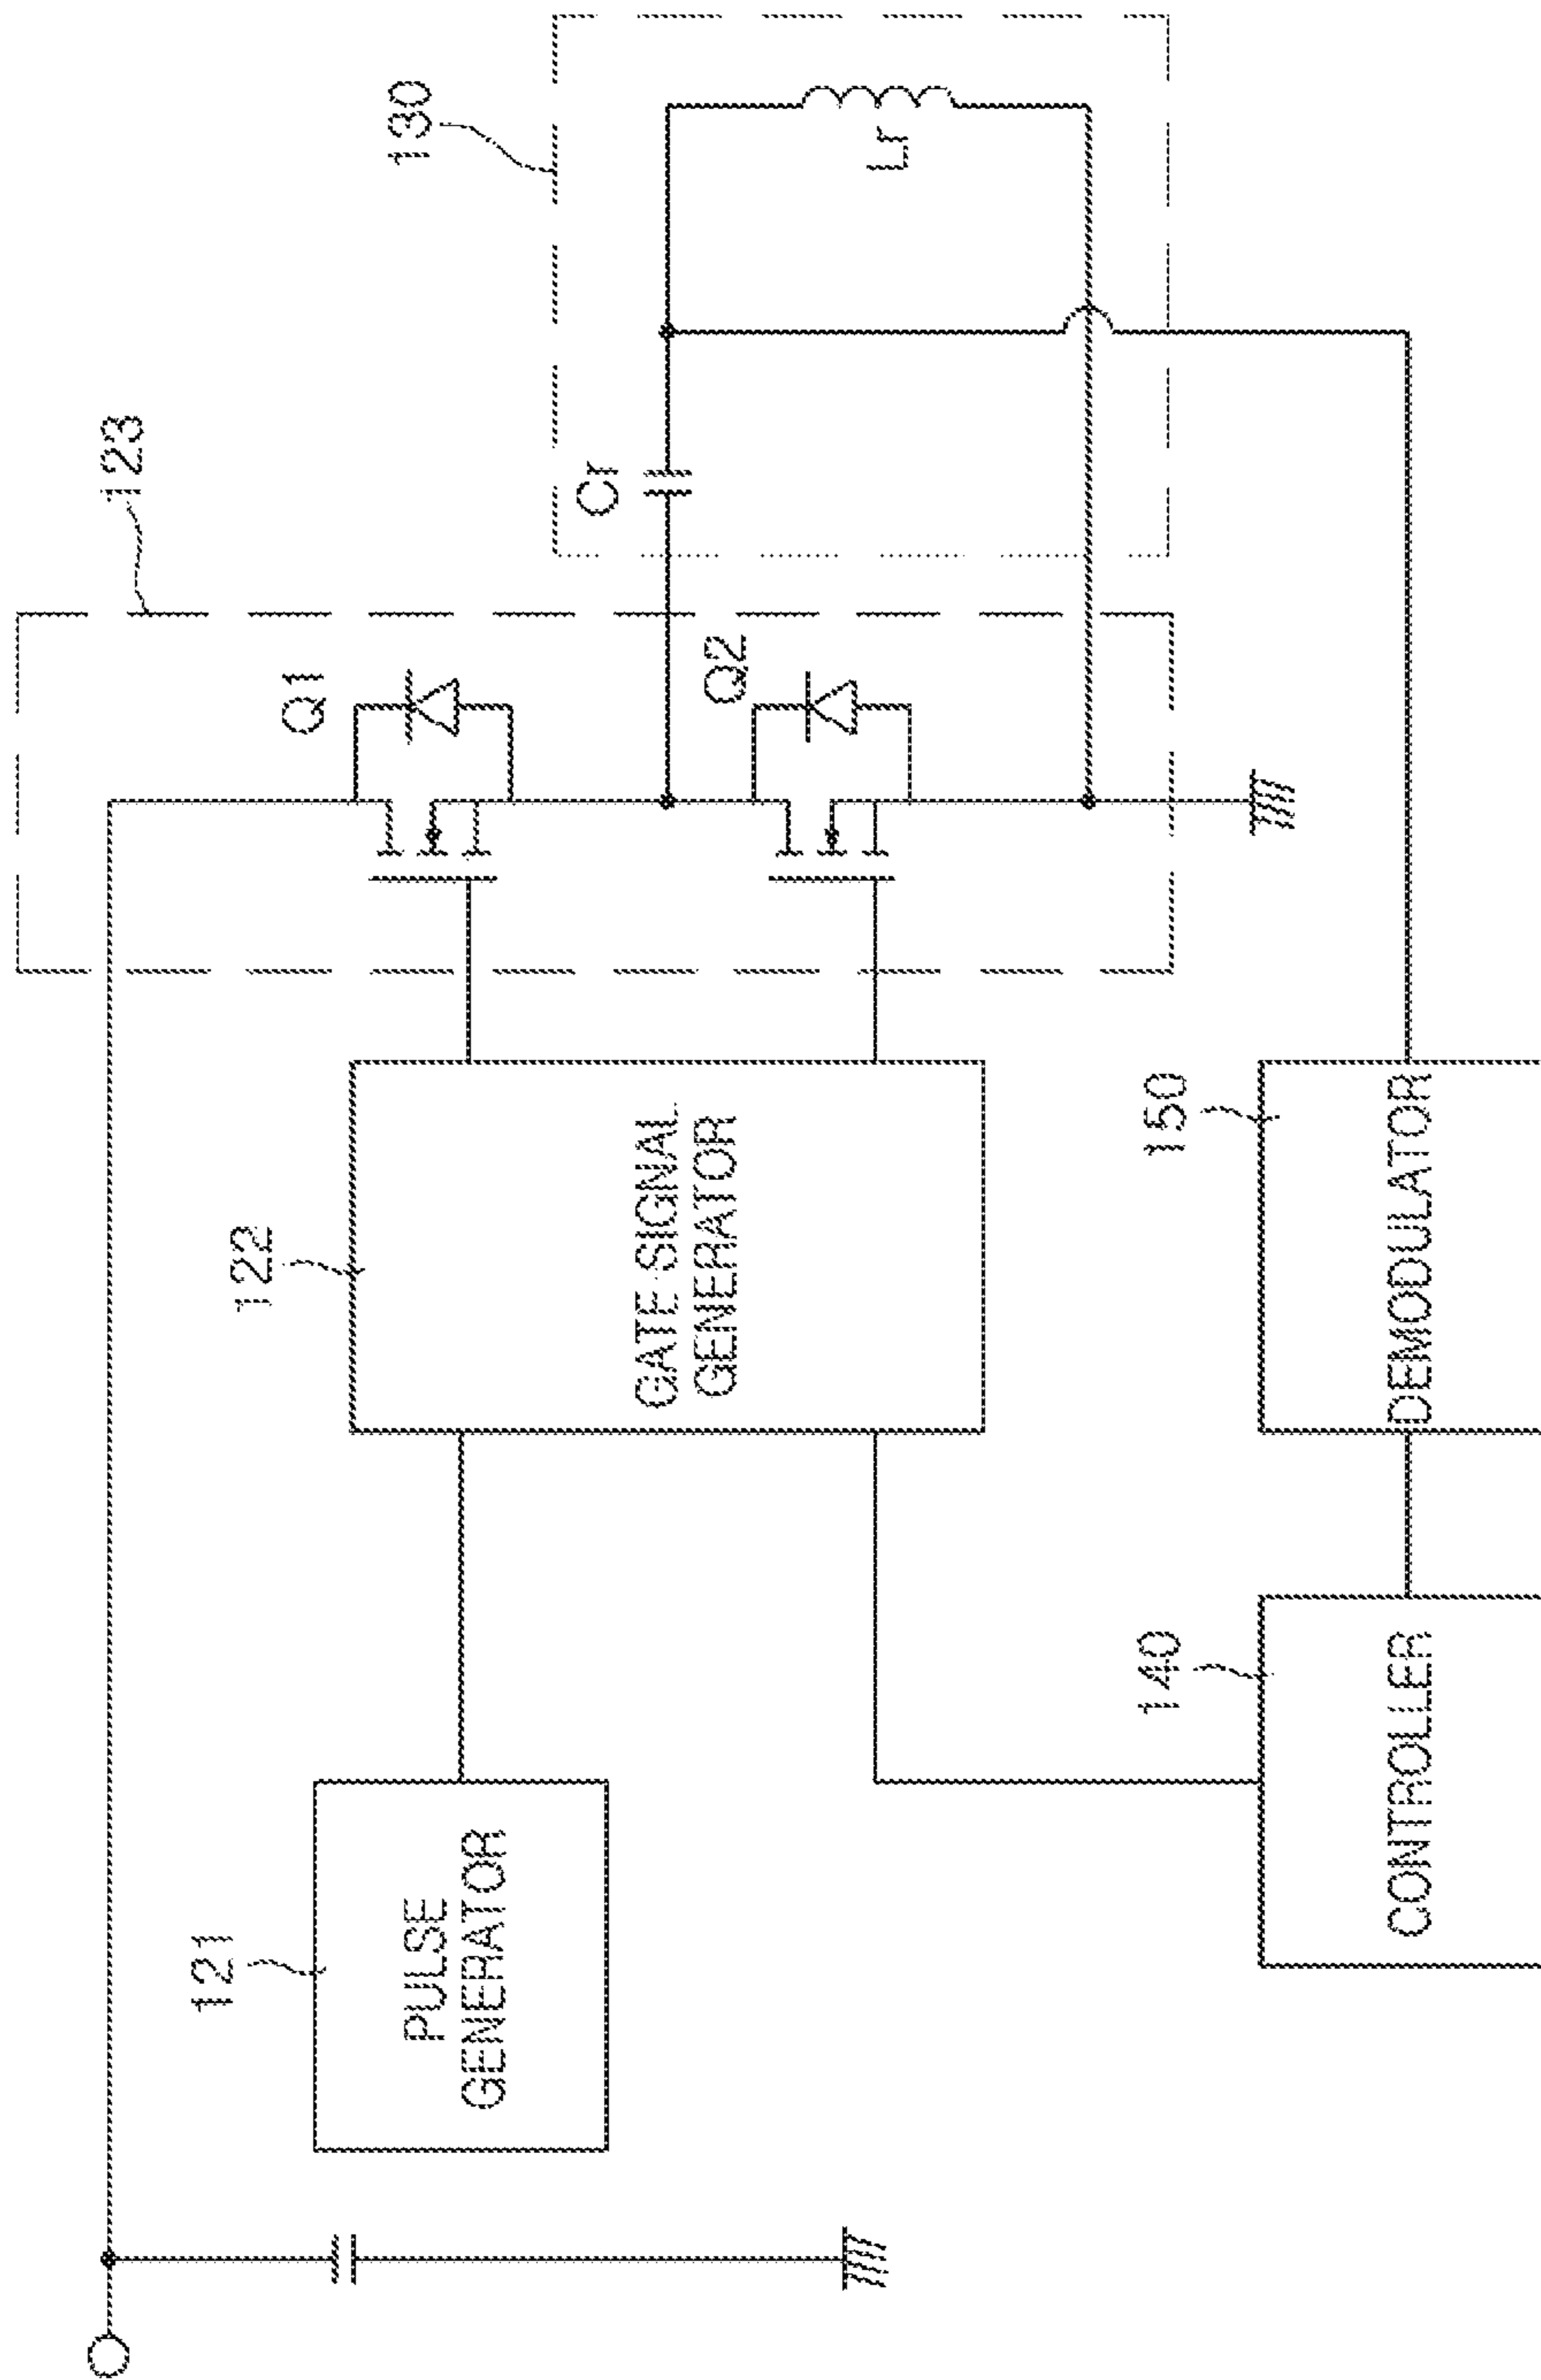 123
130
Q1
Cr
Lr
Q2
122
GATE SIGNAL
GENERATOR
121
PULSE
GENERATOR
140
CONTROLLER
150
DEMODULATOR